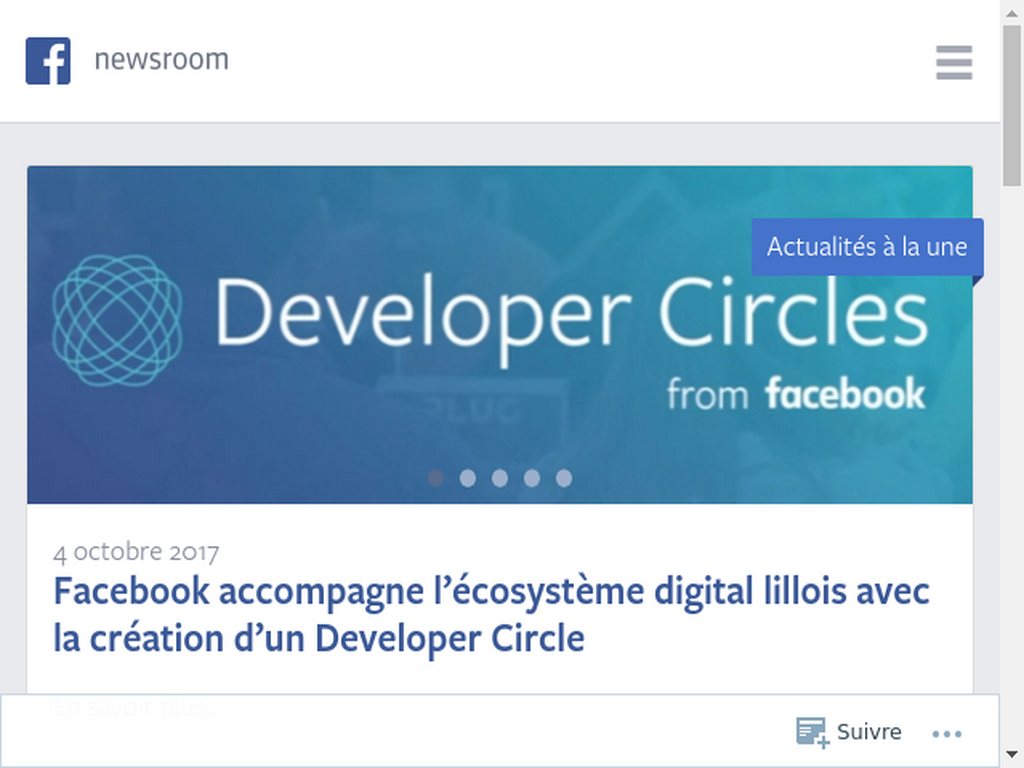 newsroom
Actualités à la une
Developer Circles
from facebook
PLUG
4 octobre 2017
Facebook accompagne l’écosystème digital lillois avec
la création d’un Developer Circle
En savoir plus...
Suivre